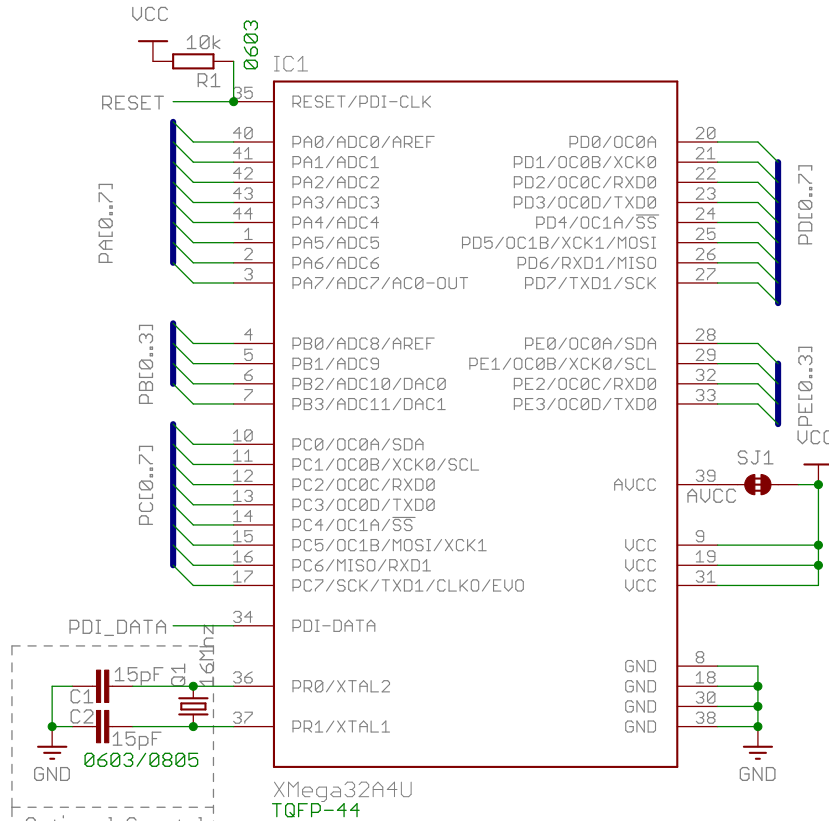 VCC
10k
0603
R1
IC1
RESET
35
RESET/PDI-CLK
PA[0..7]
40
PA0/ADC0/AREF
41
PA1/ADC1
42
PA2/ADC2
43
PA3/ADC3
44
PA4/ADC4
1
PA5/ADC5
2
PA6/ADC6
3
PA7/ADC7/AC0-OUT
PD0/OC0A
20
PD1/OC0B/XCK0
21
PD2/OC0C/RXD0
22
PD3/OC0D/TXD0
23
PD4/OC1A/SS
24
PD5/OC1B/XCK1/MOSI
25
PD6/RXD1/MISO
26
PD7/TXD1/SCK
27
PD[0..7]
PB[0..3]
4
PB0/ADC8/AREF
5
PB1/ADC9
6
PB2/ADC10/DAC0
7
PB3/ADC11/DAC1
PE0/OC0A/SDA
28
PE1/OC0B/XCK0/SCL
29
PE2/OC0C/RXD0
32
PE3/OC0D/TXD0
33
PE[0..3]
PC[0..7]
10
PC0/OC0A/SDA
11
PC1/OC0B/XCK0/SCL
12
PC2/OC0C/RXD0
13
PC3/OC0D/TXD0
14
PC4/OC1A/SS
15
PC5/OC1B/MOSI/XCK1
16
PC6/MISO/RXD1
17
PC7/SCK/TXD1/CLKO/EVO
VCC
SJ1
AVCC
39
AVCC
VCC
9
VCC
19
VCC
31
PDI_DATA
34
PDI-DATA
GND
8
GND
18
GND
30
GND
38
GND
15pF
C1
C2
15pF
Q1
16Mhz
36
PR0/XTAL2
37
PR1/XTAL1
0603/0805
GND
XMega32A4U
TQFP-44